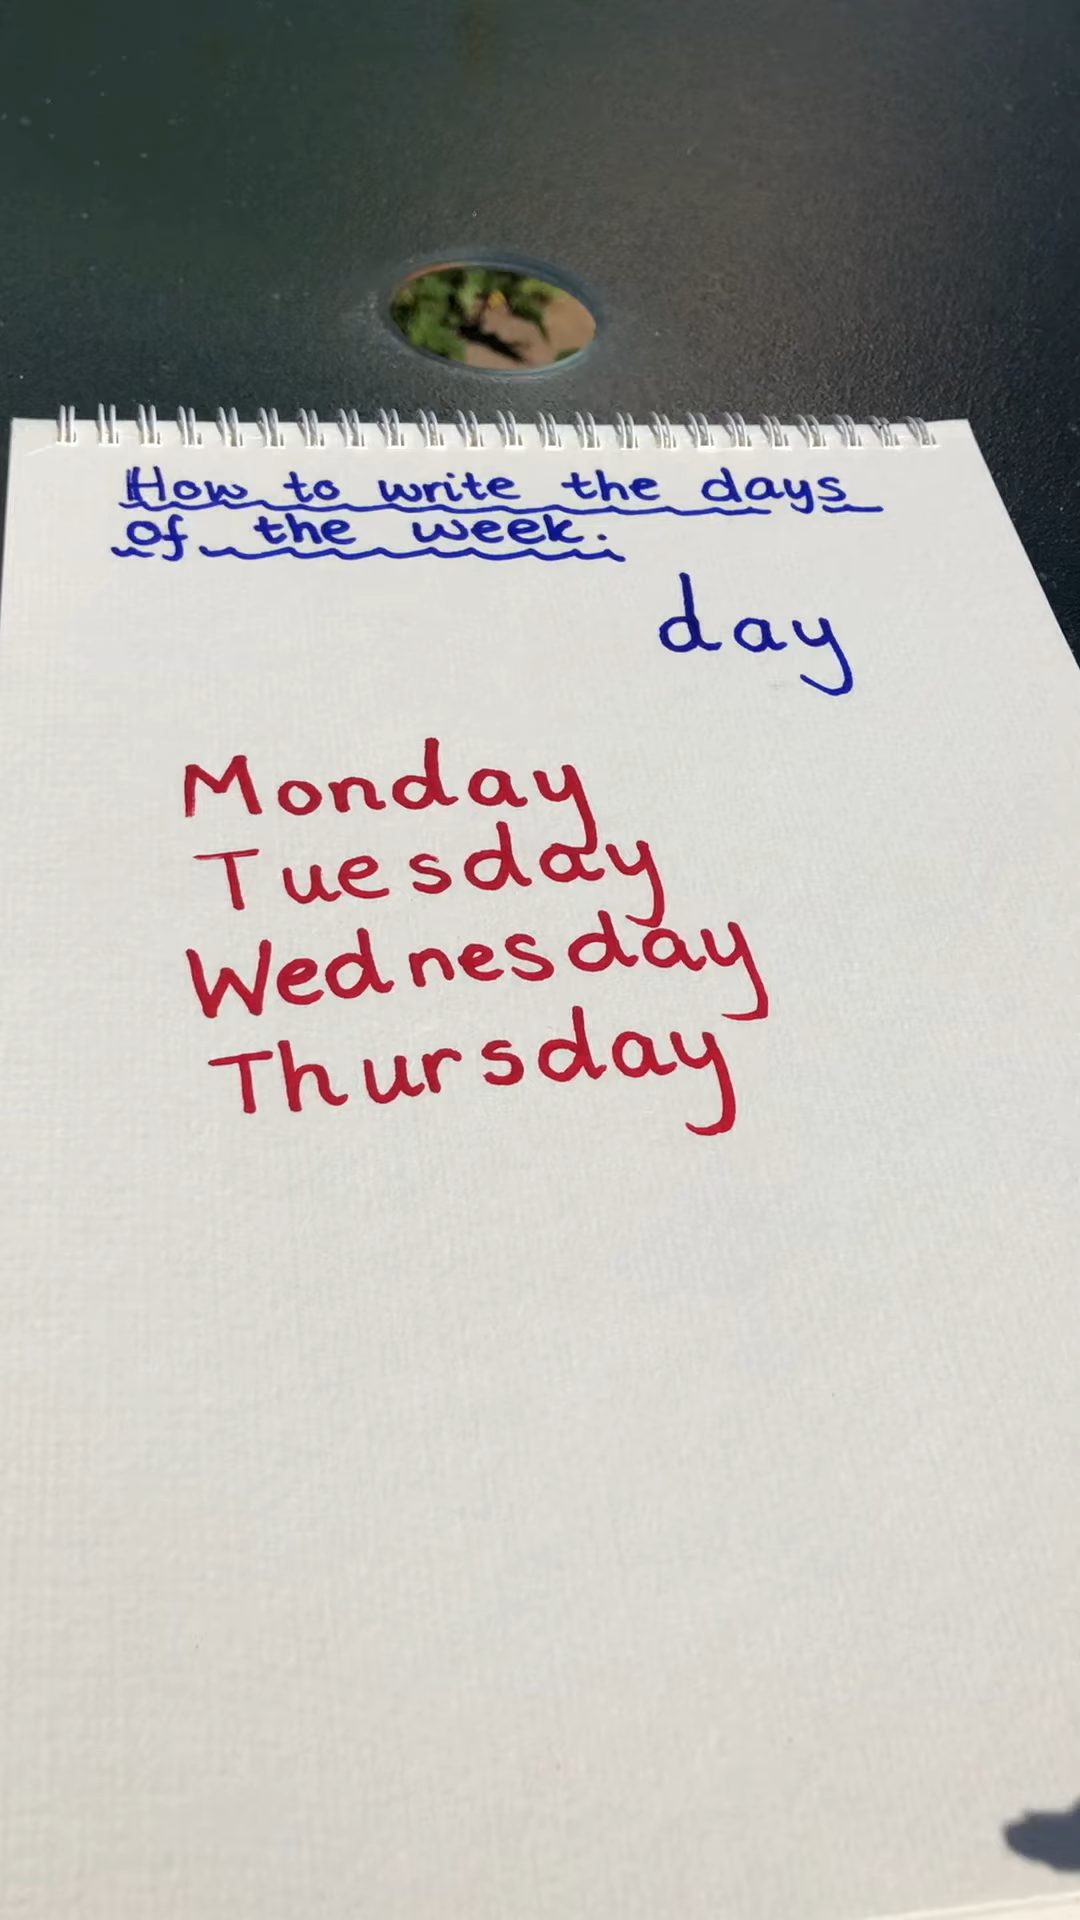 How to write the days
of the week.
day
Monday
Tuesday
Wednesday
Thursday